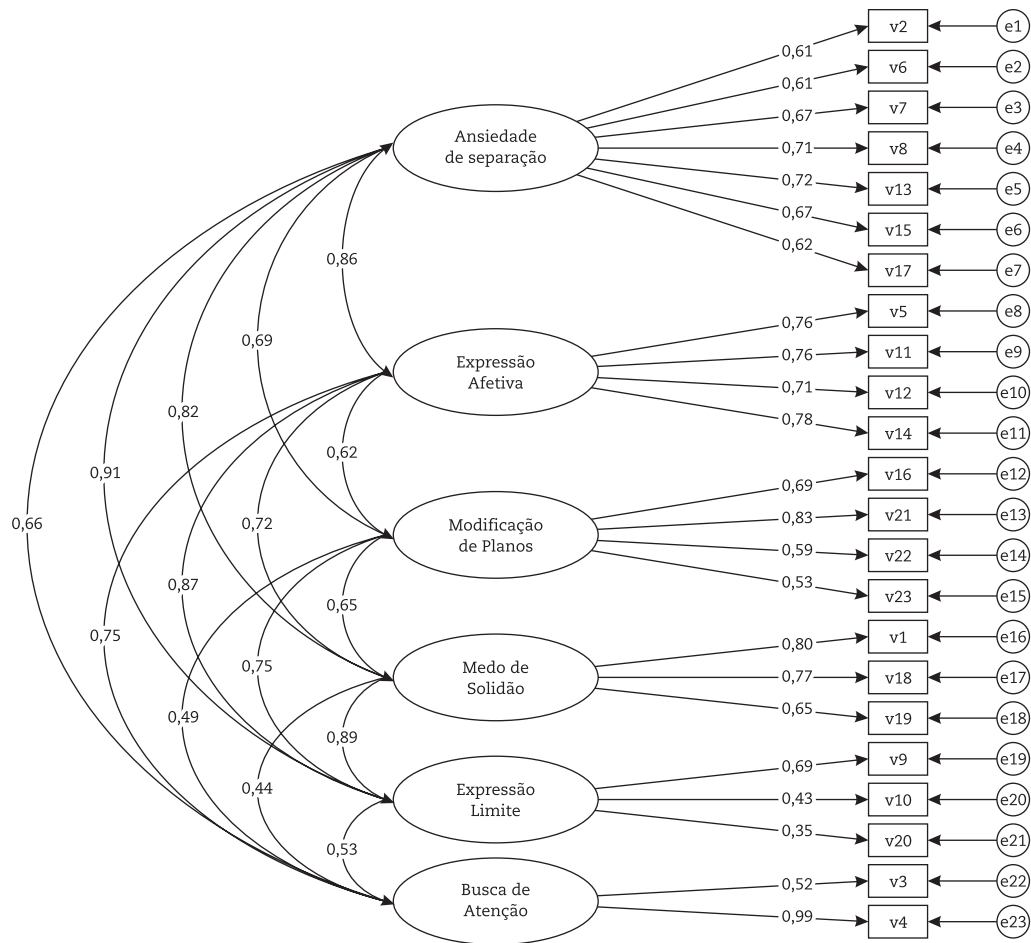 v2
e1
0,61
v6
e2
0,61
v7
e3
0,67
Ansiedade
de separação
0,71
v8
e4
0,72
v13
e5
0,67
v15
e6
0,62
v17
e7
0,86
v5
e8
0,76
0,69
v11
e9
0,76
Expressão
Afetiva
0,71
v12
e10
0,82
0,78
v14
e11
0,62
v16
e12
0,91
0,69
v21
e13
0,83
0,66
0,72
Modificação
de Planos
0,59
v22
e14
0,87
0,53
v23
e15
0,65
0,75
v1
e16
0,80
0,75
Medo de
Solidão
0,77
v18
e17
0,49
0,65
v19
e18
0,89
v9
e19
0,69
0,44
Expressão
Limite
0,43
v10
e20
0,35
v20
e21
0,53
v3
e22
0,52
Busca de
Atenção
0,99
v4
e23